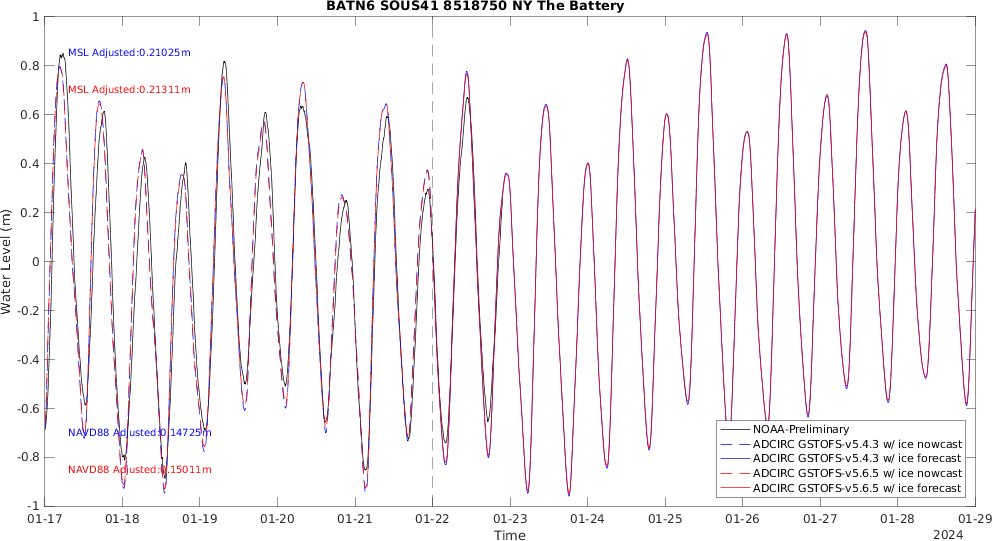 BATN6 SOUS41 8518750 NY The Battery
1
0.8
0.6
0.4
0.2
0
-0.2
-0.4
-0.6
-0.8
-1
Water Level (m)
MSL Adjusted:0.21025m
MSL Adjusted:0.21311m
NAVD88 Adjusted:0.14725m
NAVD88 Adjusted:0.15011m
NOAA-Preliminary
ADCIRC GSTOFS-v5.4.3 w/ ice nowcast
ADCIRC GSTOFS-v5.4.3 w/ ice forecast
ADCIRC GSTOFS-v5.6.5 w/ ice nowcast
ADCIRC GSTOFS-v5.6.5 w/ ice forecast
01-17 01-18 01-19 01-20 01-21 01-22 01-23 01-24 01-25 01-26 01-27 01-28 01-29
Time
2024